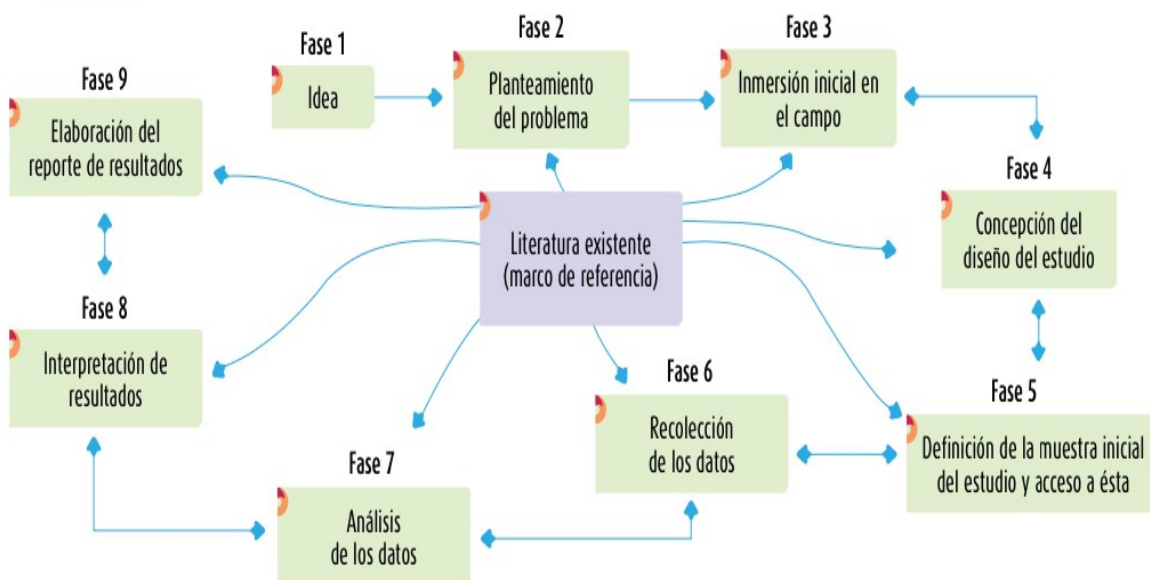 Fase 1
Idea
Fase 2
Planteamiento
del problema
Fase 3
Inmersión inicial en
el campo
Fase 4
Concepción del
diseño del estudio
Fase 5
Definición de la muestra inicial
del estudio y acceso a ésta
Fase 6
Recolección
de los datos
Fase 7
Análisis
de los datos
Fase 8
Interpretación de
resultados
Fase 9
Elaboración del
reporte de resultados
Literatura existente
(marco de referencia)